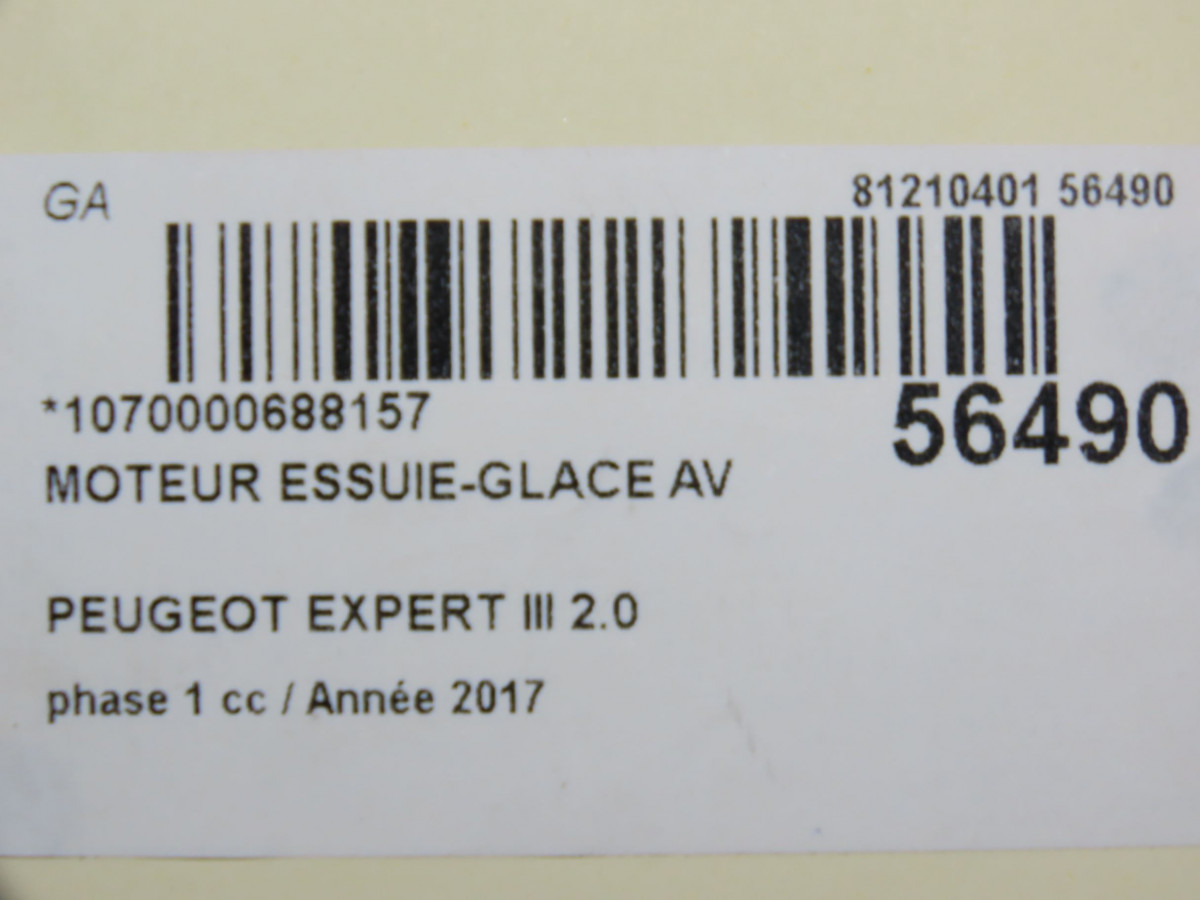 GA
81210401 56490
*1070000688157
56490
MOTEUR ESSUIE-GLACE AV
PEUGEOT EXPERT III 2.0
phase 1 cc / Année 2017